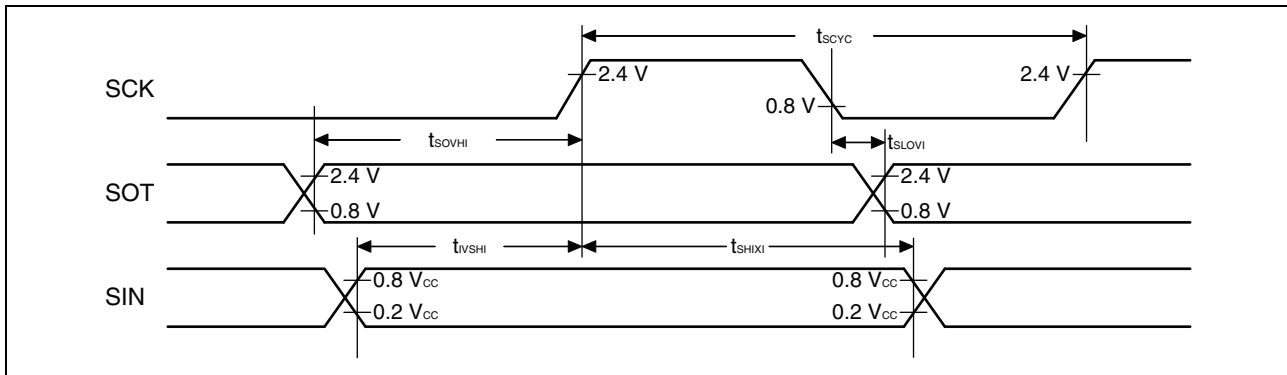 tSCYC
SCK
2.4 V
2.4 V
0.8 V
tSOVHI
tSLOVI
SOT
2.4 V
2.4 V
0.8 V
0.8 V
tIVSHI
tSHIXI
SIN
0.8 VCC
0.8 VCC
0.2 VCC
0.2 VCC